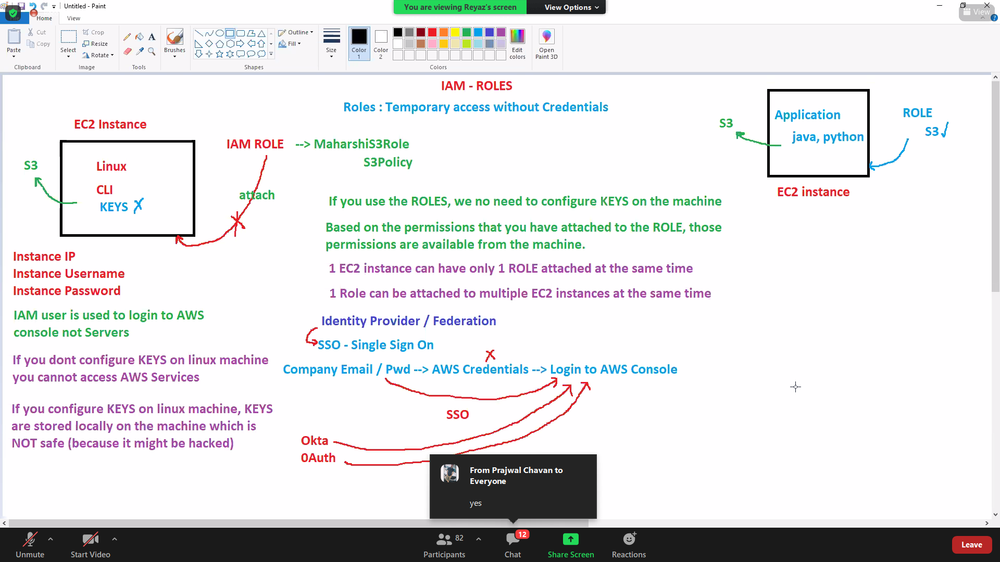 Untitled - Paint
You are viewing Reyaz's screen
View Options
View
File
Home
View
Paste
Cut
Copy
Clipboard
Select
Crop
Resize
Rotate
Image
A
Tools
Brushes
Outline
Fill
Shapes
Size
Color
1
Color
2
Edit
colors
Colors
Open
Paint 3D
IAM - ROLES
Roles : Temporary access without Credentials
EC2 Instance
S3
Linux
CLI
KEYS X
IAM ROLE --> MaharshiS3Role
S3Policy
attach
S3
Application
java, python
ROLE
S3
EC2 instance
If you use the ROLES, we no need to configure KEYS on the machine
Based on the permissions that you have attached to the ROLE, those
permissions are available from the machine.
1 EC2 instance can have only 1 ROLE attached at the same time
1 Role can be attached to multiple EC2 instances at the same time
Instance IP
Instance Username
Instance Password
IAM user is used to login to AWS
console not Servers
If you dont configure KEYS on linux machine
you cannot access AWS Services
If you configure KEYS on linux machine, KEYS
are stored locally on the machine which is
NOT safe (because it might be hacked)
Identity Provider / Federation
SSO - Single Sign On
X
Company Email / Pwd --> AWS Credentials --> Login to AWS Console
SSO
Okta
0Auth
From Prajwal Chavan to
Everyone
yes
Unmute
Start Video
82
Participants
12
Chat
Share Screen
Reactions
Leave